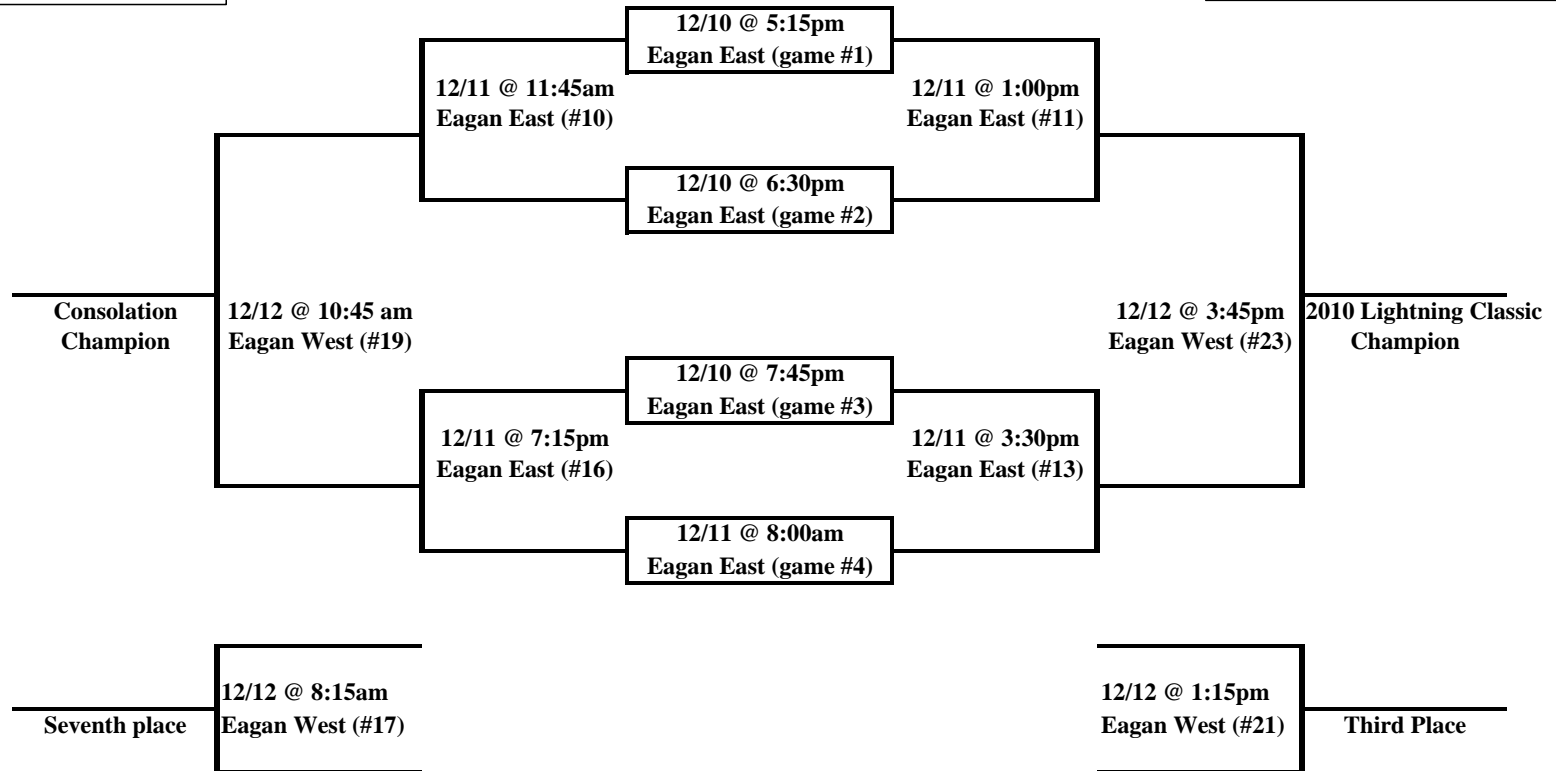 12/10 @ 5:15pm
Eagan East (game #1)
12/11 @ 11:45am
Eagan East (#10)
12/11 @ 1:00pm
Eagan East (#11)
12/10 @ 6:30pm
Eagan East (game #2)
Consolation
Champion
12/12 @ 10:45 am
Eagan West (#19)
12/12 @ 3:45pm
Eagan West (#23)
2010 Lightning Classic
Champion
12/10 @ 7:45pm
Eagan East (game #3)
12/11 @ 7:15pm
Eagan East (#16)
12/11 @ 3:30pm
Eagan East (#13)
12/11 @ 8:00am
Eagan East (game #4)
12/12 @ 8:15am
Eagan West (#17)
Seventh place
12/12 @ 1:15pm
Eagan West (#21)
Third Place